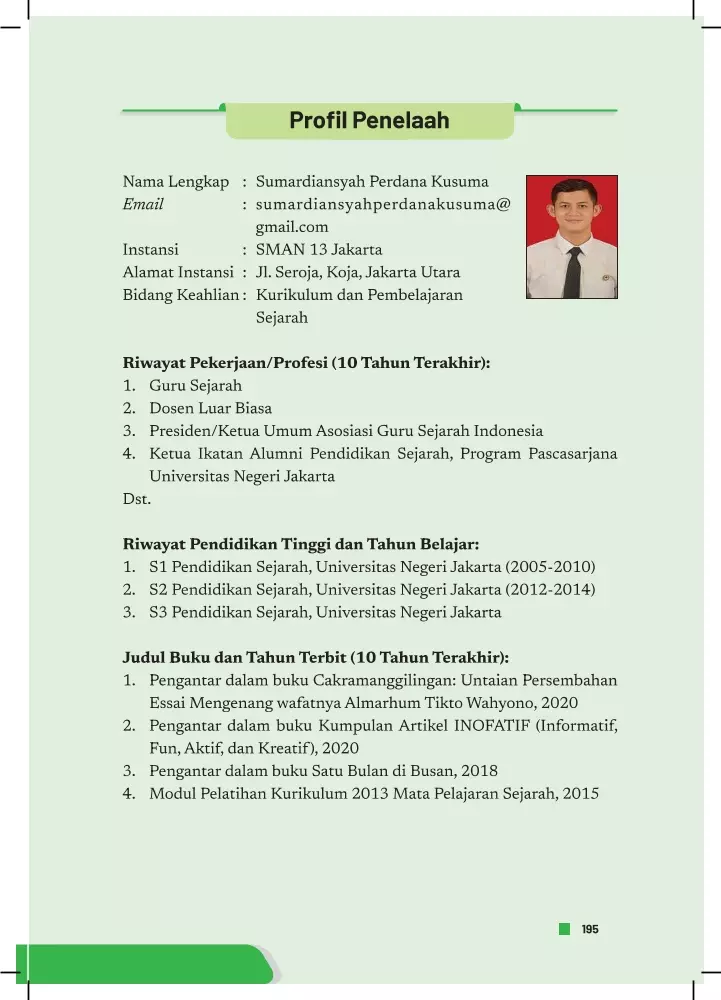 Profil Penelaah
Nama Lengkap : Sumardiansyah Perdana Kusuma
Email : sumardiansyahperdanakusuma@
gmail.com
Instansi : SMAN 13 Jakarta
Alamat Instansi : Jl. Seroja, Koja, Jakarta Utara
Bidang Keahlian : Kurikulum dan Pembelajaran
Sejarah
Riwayat Pekerjaan/Profesi (10 Tahun Terakhir):
1. Guru Sejarah
2. Dosen Luar Biasa
3. Presiden/Ketua Umum Asosiasi Guru Sejarah Indonesia
4. Ketua Ikatan Alumni Pendidikan Sejarah, Program Pascasarjana
Universitas Negeri Jakarta
Dst.
Riwayat Pendidikan Tinggi dan Tahun Belajar:
1. S1 Pendidikan Sejarah, Universitas Negeri Jakarta (2005-2010)
2. S2 Pendidikan Sejarah, Universitas Negeri Jakarta (2012-2014)
3. S3 Pendidikan Sejarah, Universitas Negeri Jakarta
Judul Buku dan Tahun Terbit (10 Tahun Terakhir):
1. Pengantar dalam buku Cakramanggilingan: Untaian Persembahan
Essai Mengenang wafatnya Almarhum Tikto Wahyono, 2020
2. Pengantar dalam buku Kumpulan Artikel INOFATIF (Informatif,
Fun, Aktif, dan Kreatif), 2020
3. Pengantar dalam buku Satu Bulan di Busan, 2018
4. Modul Pelatihan Kurikulum 2013 Mata Pelajaran Sejarah, 2015
195